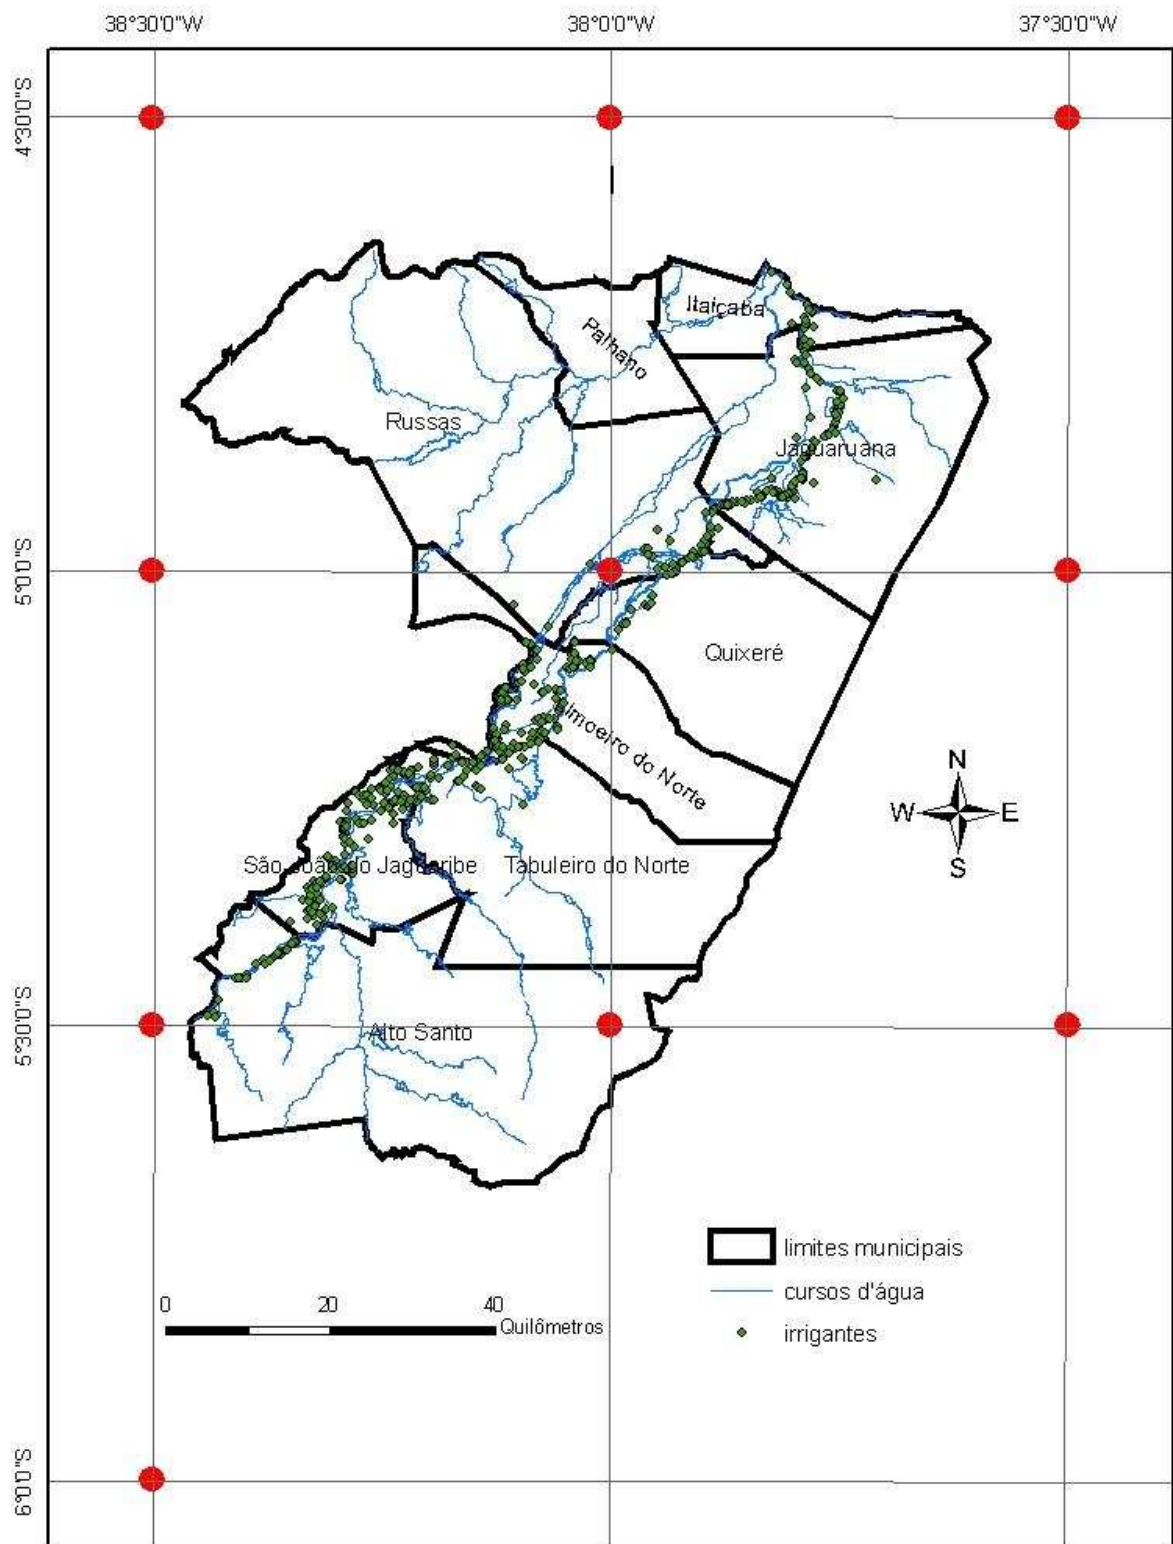 38°30'0"W 38°0'0"W 37°30'0"W
4°30'0"S
Itaiçaba
Palhano
Russas
Jaguaruana
5°0'0"S
Quixeré
Limoeiro do Norte
N
W E
S
São João do Jaguaribe Tabuleiro do Norte
5°30'0"S
Alto Santo
limites municipais
cursos d'água
0 20 40
Quilômetros
irrigantes
6°0'0"S